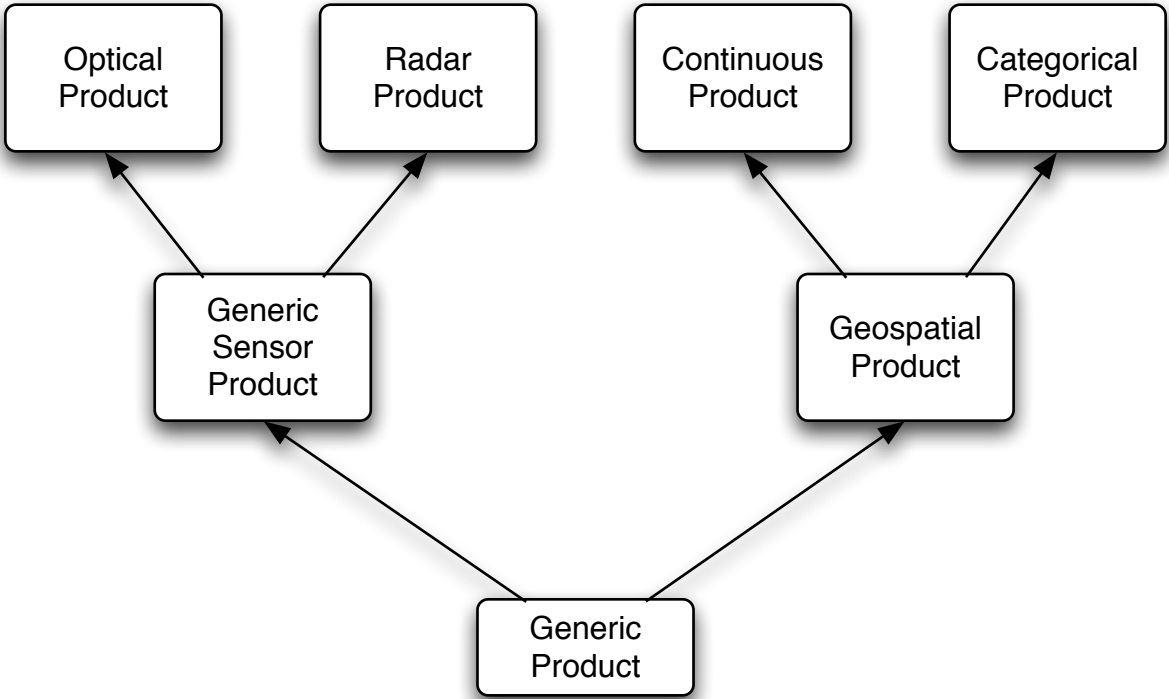 Optical
Product
Radar
Product
Continuous
Product
Categorical
Product
Generic
Sensor
Product
Geospatial
Product
Generic
Product